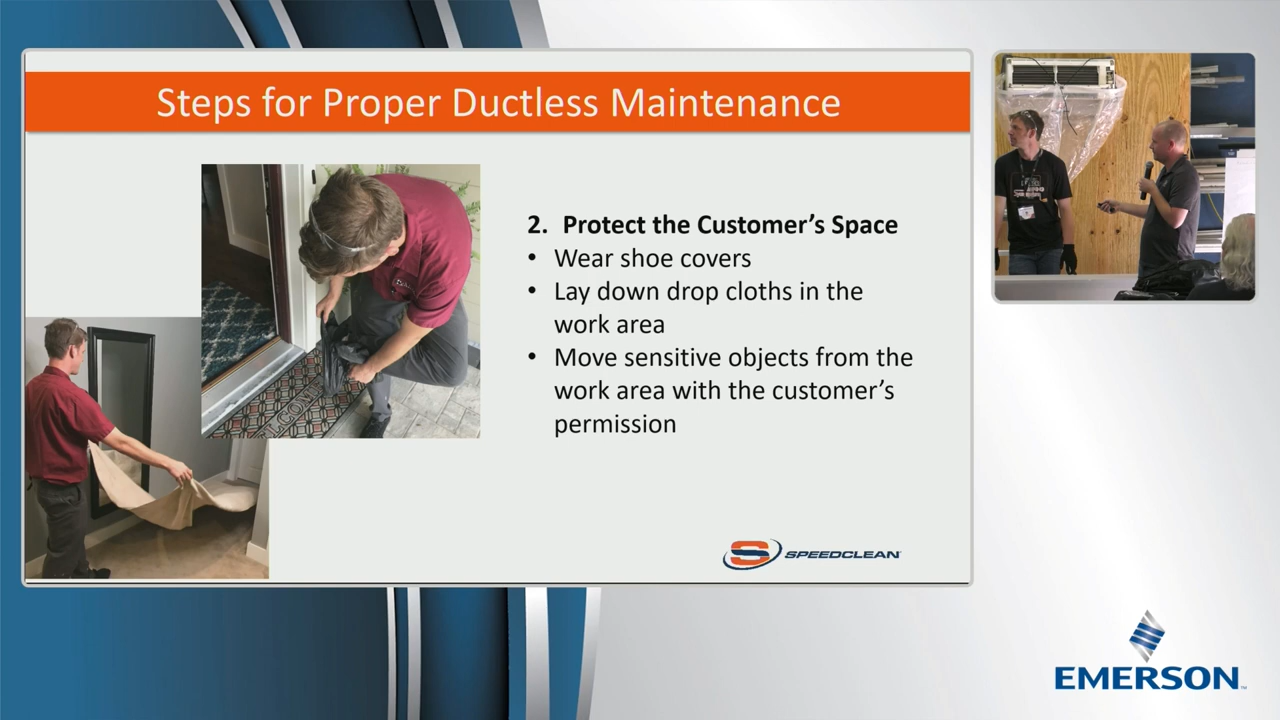 Steps for Proper Ductless Maintenance
2. Protect the Customer’s Space
• Wear shoe covers
• Lay down drop cloths in the
work area
• Move sensitive objects from the
work area with the customer’s
permission
SPEEDCLEAN
EMERSON